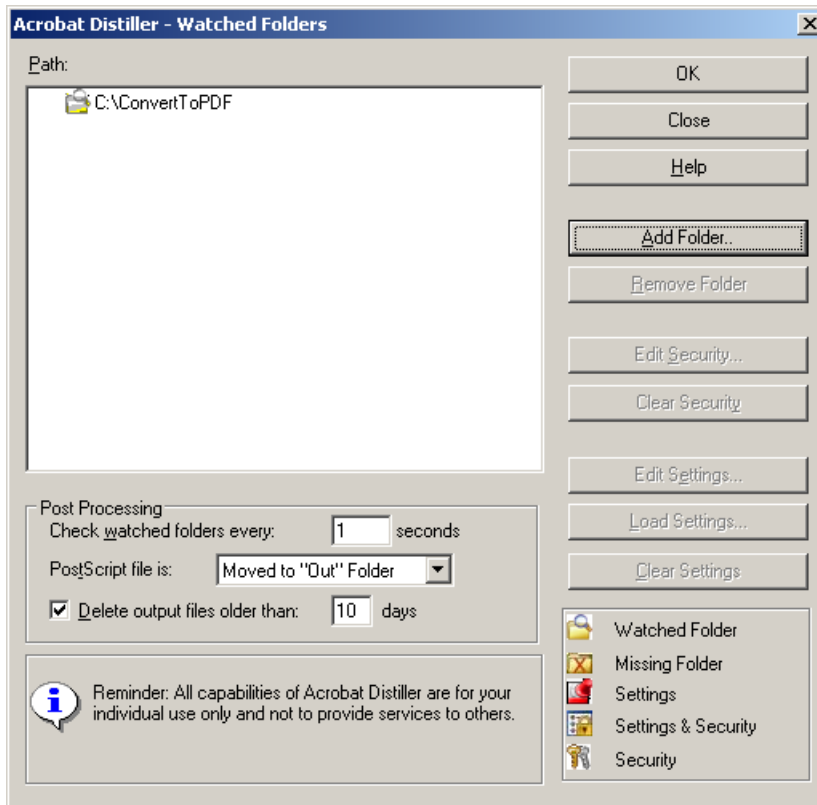 Acrobat Distiller - Watched Folders
Path:
C:\ConvertToPDF
OK
Close
Help
Add Folder..
Remove Folder
Edit Security...
Clear Security
Edit Settings...
Load Settings...
Clear Settings
Post Processing
Check watched folders every: 1 seconds
PostScript file is: Moved to "Out" Folder
Delete output files older than: 10 days
Reminder: All capabilities of Acrobat Distiller are for your
individual use only and not to provide services to others.
Watched Folder
Missing Folder
Settings
Settings & Security
Security